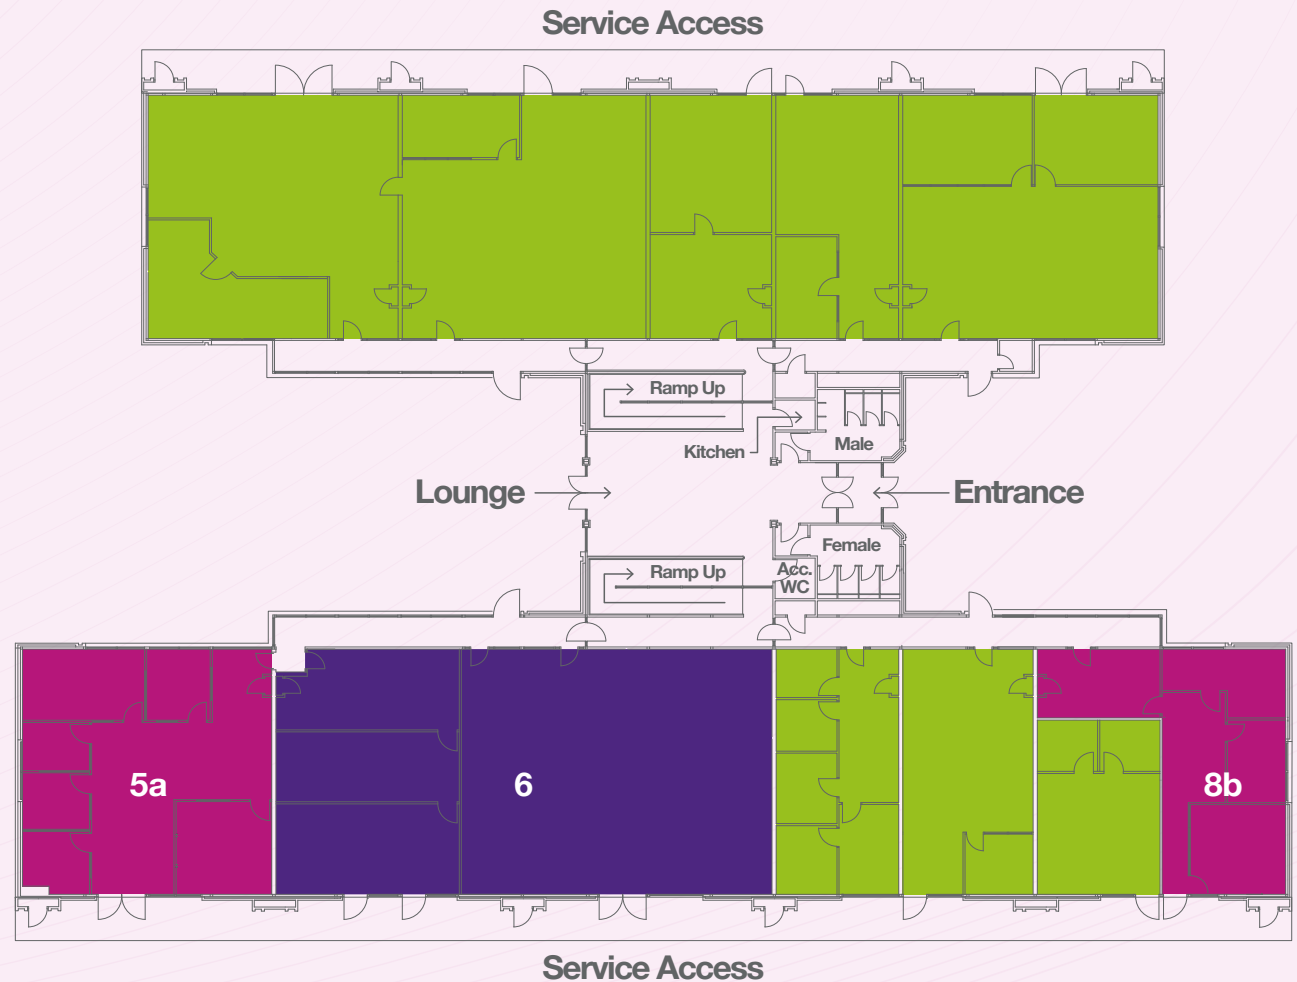 Service Access
Ramp Up
Kitchen
Male
Lounge
Entrance
Female
Ramp Up
Acc.
WC
5a
6
8b
Service Access